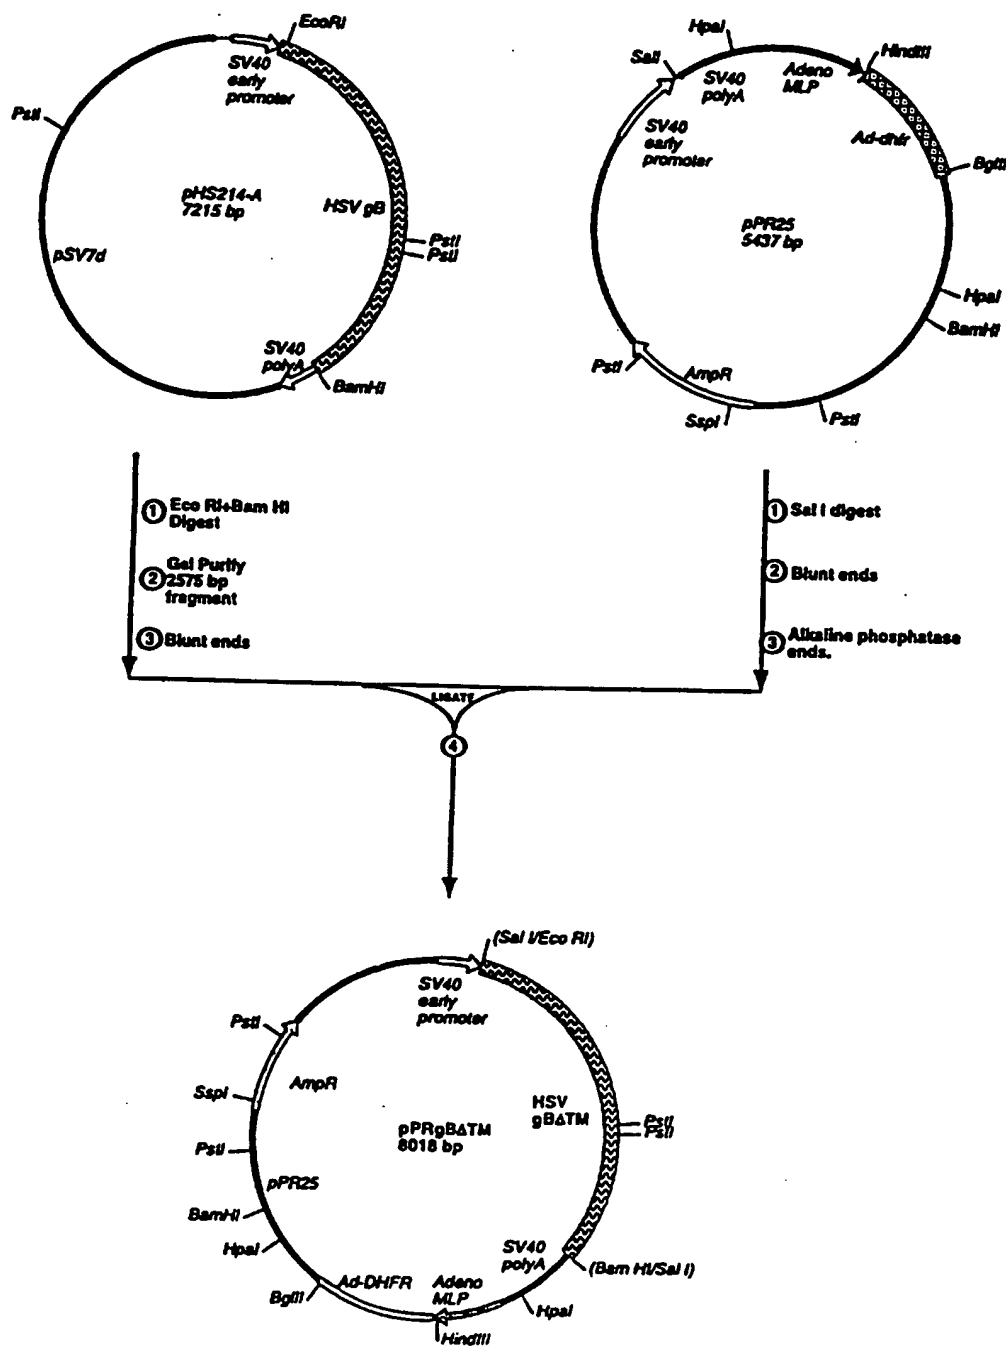 EcoRI
SV40
early
promoter
PstI
pHS214-A
7215 bp
HSV gB
PstI
PstI
pSV7d
SV40
polyA
BamHI
HpaI
SalI
HindIII
SV40
polyA
Adeno
MLP
SV40
early
promoter
Ad-dhfr
BglII
pPR25
5437 bp
HpaI
BamHI
PstI
AmpR
SspI
PstI
1 Eco RI+Bam HI
Digest
2 Gel Purify
2575 bp
fragment
3 Blunt ends
1 Sal I digest
2 Blunt ends
3 Alkaline phosphatase
ends.
LIGATE
4
(Sal I/Eco RI)
SV40
early
promoter
PstI
SspI
AmpR
HSV
gBΔTM
PstI
PstI
pPRgBΔTM
8018 bp
PstI
pPR25
BamHI
HpaI
SV40
polyA
(Bam HI/Sal I)
Ad-DHFR
Adeno
MLP
BglII
HpaI
HindIII